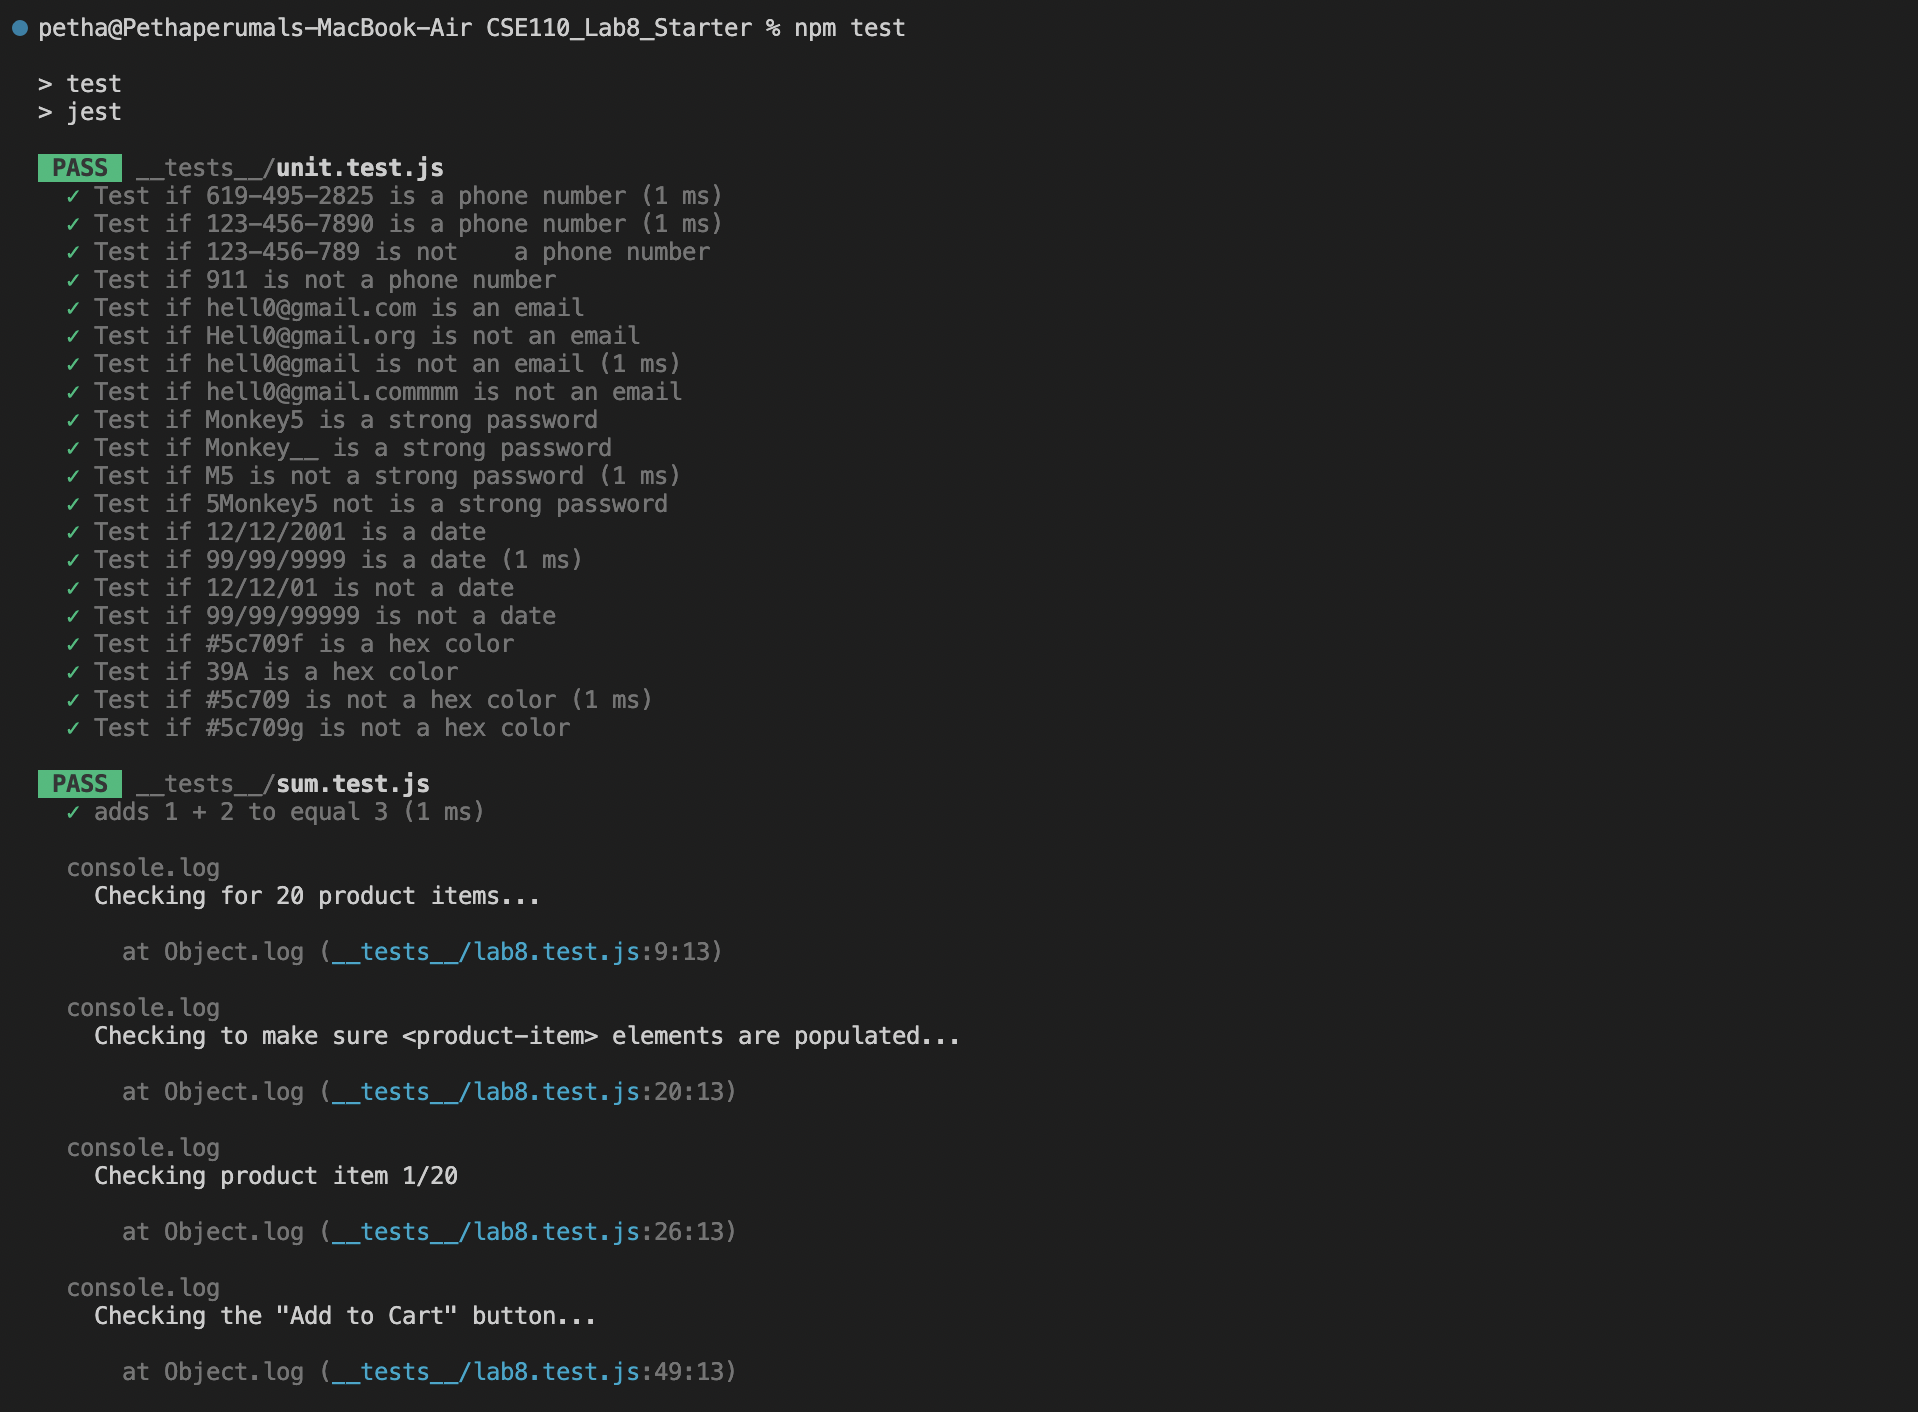 petha@Pethaperumals-MacBook-Air CSE110_Lab8_Starter % npm test
> test
> jest
PASS __tests__/unit.test.js
✓ Test if 619-495-2825 is a phone number (1 ms)
✓ Test if 123-456-7890 is a phone number (1 ms)
✓ Test if 123-456-789 is not    a phone number
✓ Test if 911 is not a phone number
✓ Test if hell0@gmail.com is an email
✓ Test if Hell0@gmail.org is not an email
✓ Test if hell0@gmail is not an email (1 ms)
✓ Test if hell0@gmail.commmm is not an email
✓ Test if Monkey5 is a strong password
✓ Test if Monkey__ is a strong password
✓ Test if M5 is not a strong password (1 ms)
✓ Test if 5Monkey5 not is a strong password
✓ Test if 12/12/2001 is a date
✓ Test if 99/99/9999 is a date (1 ms)
✓ Test if 12/12/01 is not a date
✓ Test if 99/99/99999 is not a date
✓ Test if #5c709f is a hex color
✓ Test if 39A is a hex color
✓ Test if #5c709 is not a hex color (1 ms)
✓ Test if #5c709g is not a hex color
PASS __tests__/sum.test.js
✓ adds 1 + 2 to equal 3 (1 ms)
console.log
Checking for 20 product items...
at Object.log (__tests__/lab8.test.js:9:13)
console.log
Checking to make sure <product-item> elements are populated...
at Object.log (__tests__/lab8.test.js:20:13)
console.log
Checking product item 1/20
at Object.log (__tests__/lab8.test.js:26:13)
console.log
Checking the "Add to Cart" button...
at Object.log (__tests__/lab8.test.js:49:13)